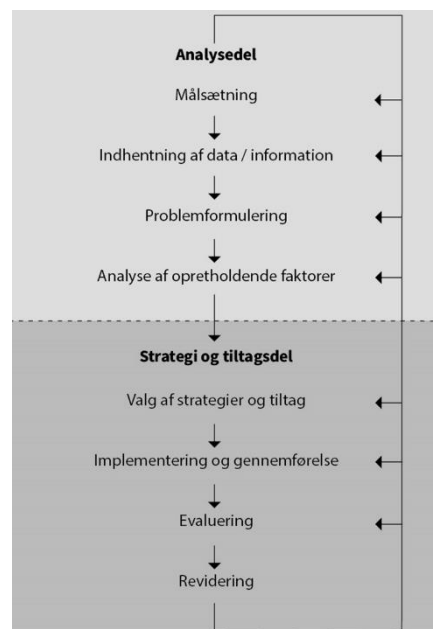 Analysedel
Målsætning
Indhentning af data / information
Problemformulering
Analyse af opretholdende faktorer
Strategi og tiltagsdel
Valg af strategier og tiltag
Implementering og gennemførelse
Evaluering
Revidering